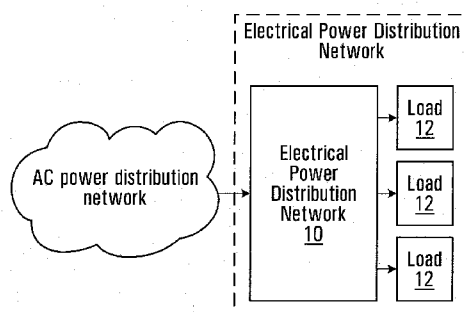 Electrical Power Distribution
Network
AC power distribution
network
Electrical
Power
Distribution
Network
10
Load
12
Load
12
Load
12